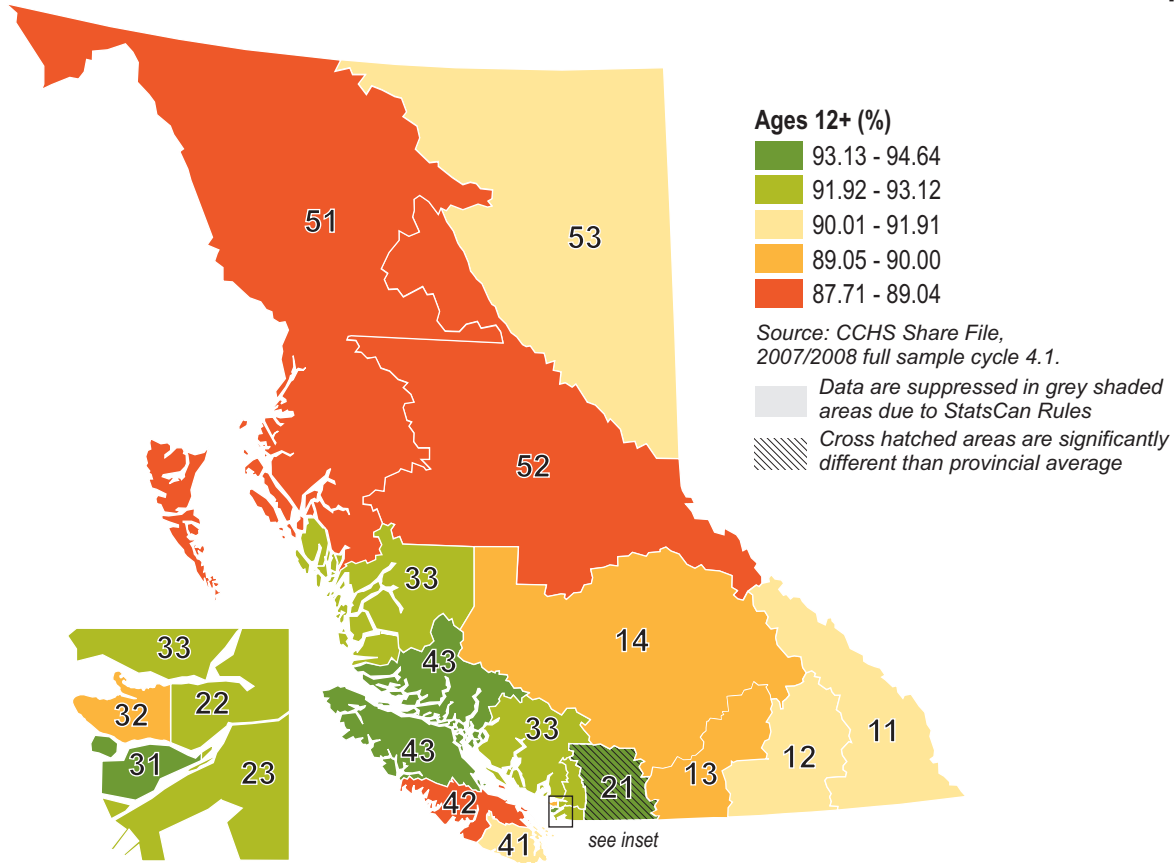 Ages 12+ (%)
93.13 - 94.64
91.92 - 93.12
90.01 - 91.91
89.05 - 90.00
87.71 - 89.04
Source: CCHS Share File,
2007/2008 full sample cycle 4.1.
Data are suppressed in grey shaded
areas due to StatsCan Rules
Cross hatched areas are significantly
different than provincial average
51
53
52
33
14
43
33
43
21
13
12
11
42
41
see inset
33
32
22
31
23